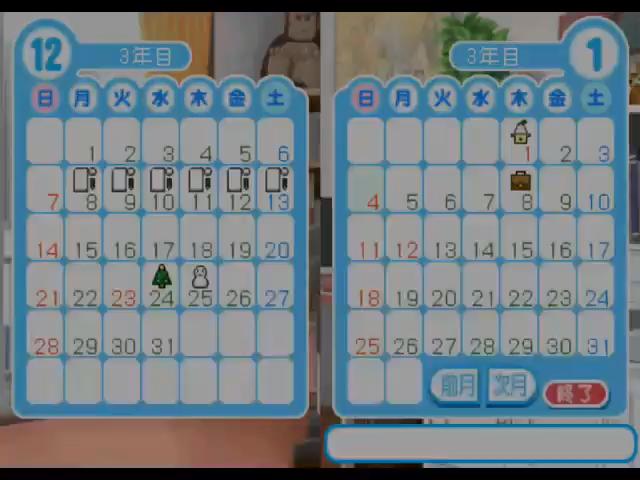 12 3年目
日 月 火 水 木 金 土
1 2 3 4 5 6
7 8 9 10 11 12 13
14 15 16 17 18 19 20
21 22 23 24 25 26 27
28 29 30 31
3年目 1
日 月 火 水 木 金 土
1 2 3
4 5 6 7 8 9 10
11 12 13 14 15 16 17
18 19 20 21 22 23 24
25 26 27 28 29 30 31
前月 次月 終了